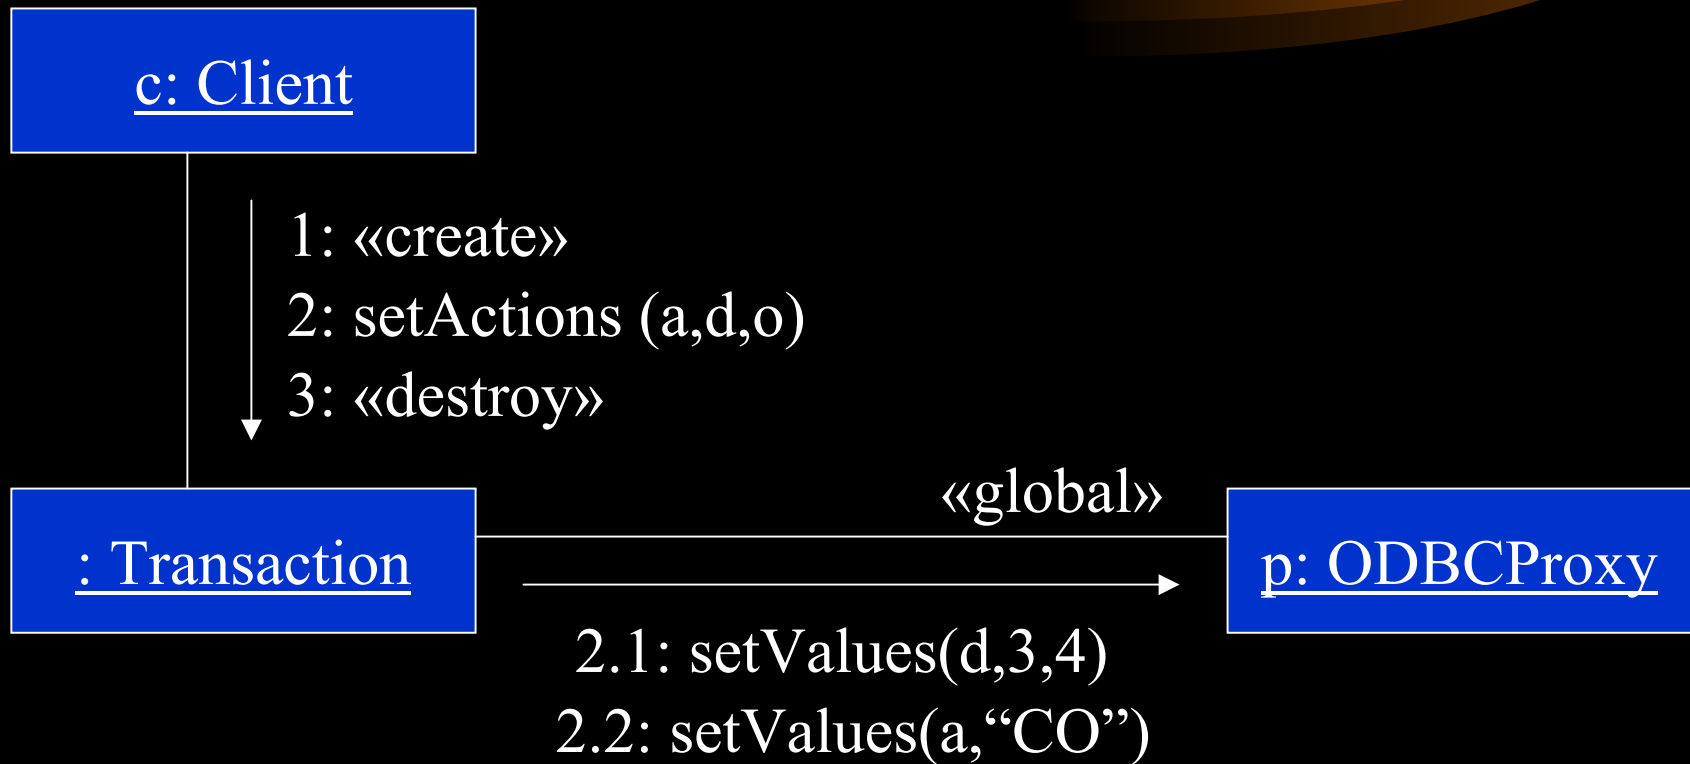 c: Client
1: «create»
2: setActions (a,d,o)
3: «destroy»
«global»
: Transaction
p: ODBCProxy
2.1: setValues(d,3,4)
2.2: setValues(a,“CO”)